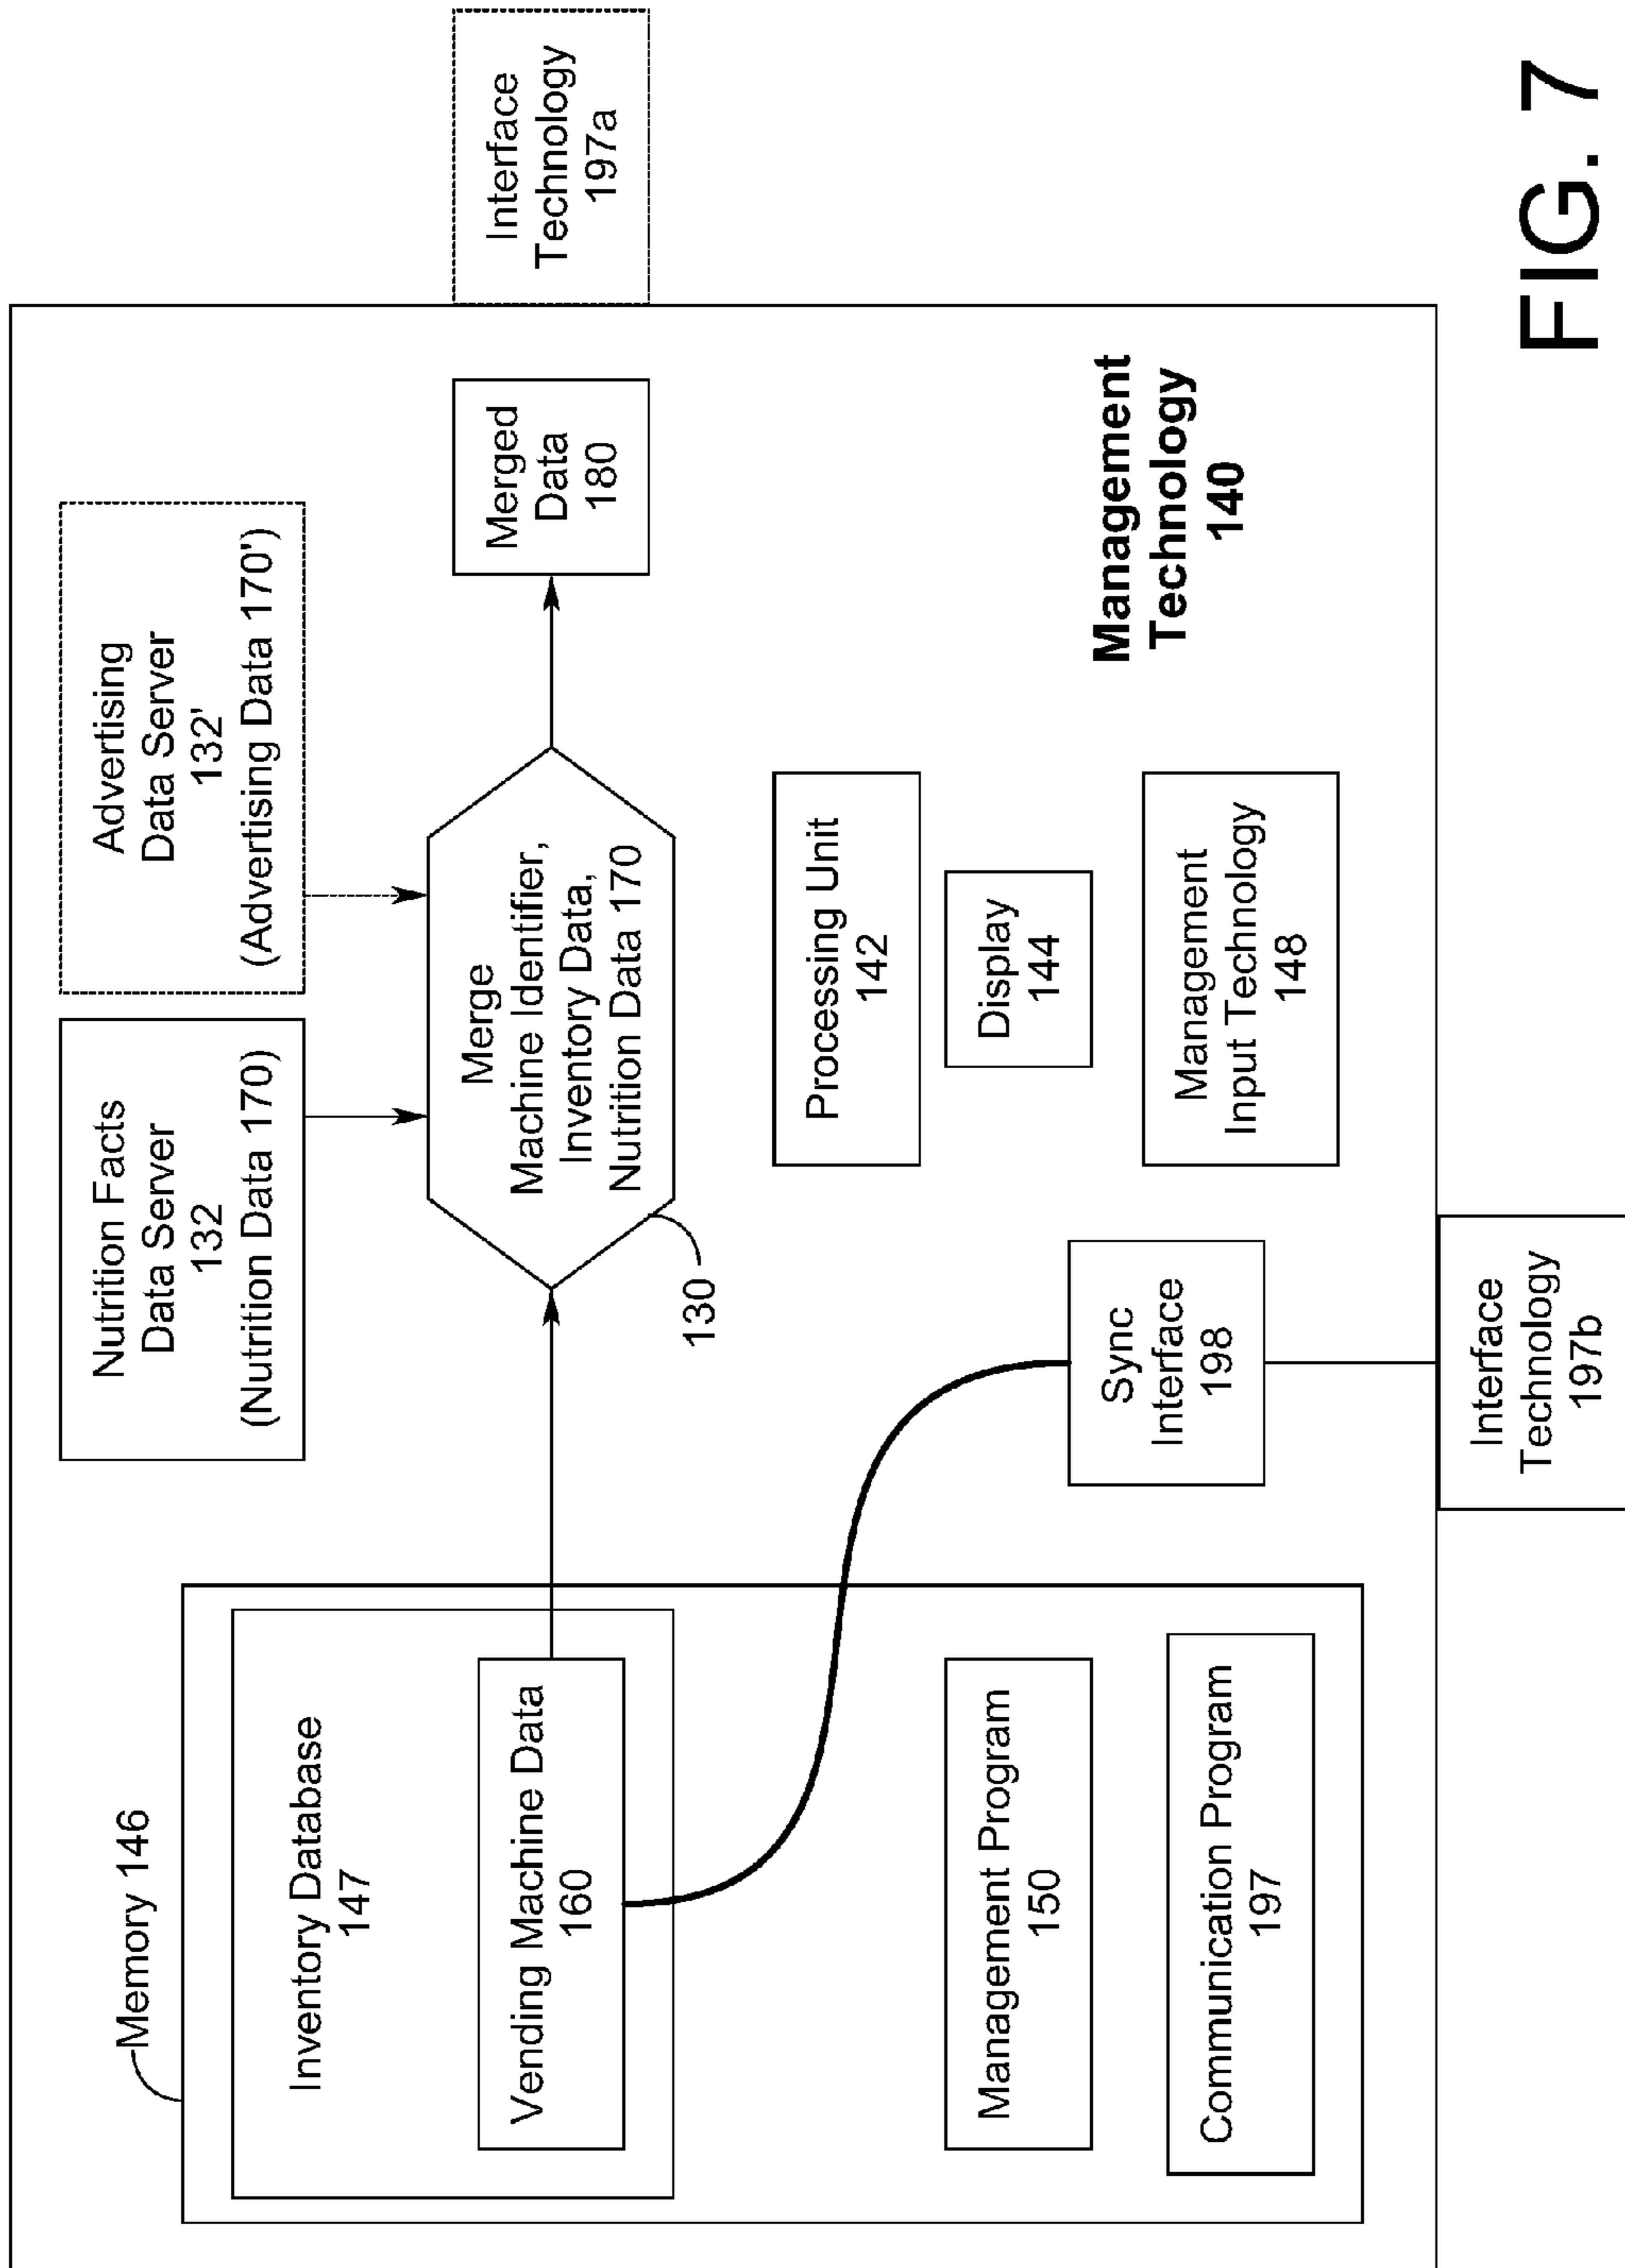 Memory 146
Inventory Database
147
Vending Machine Data
160
Management Program
150
Communication Program
197
Nutrition Facts
Data Server
132
(Nutrition Data 170)
Advertising
Data Server
132'
(Advertising Data 170')
Merge
Machine Identifier,
Inventory Data,
Nutrition Data 170
130
Merged
Data
180
Interface
Technology
197a
Processing Unit
142
Display
144
Management
Input Technology
148
Sync
Interface
198
Interface
Technology
197b
Management
Technology
140
FIG. 7